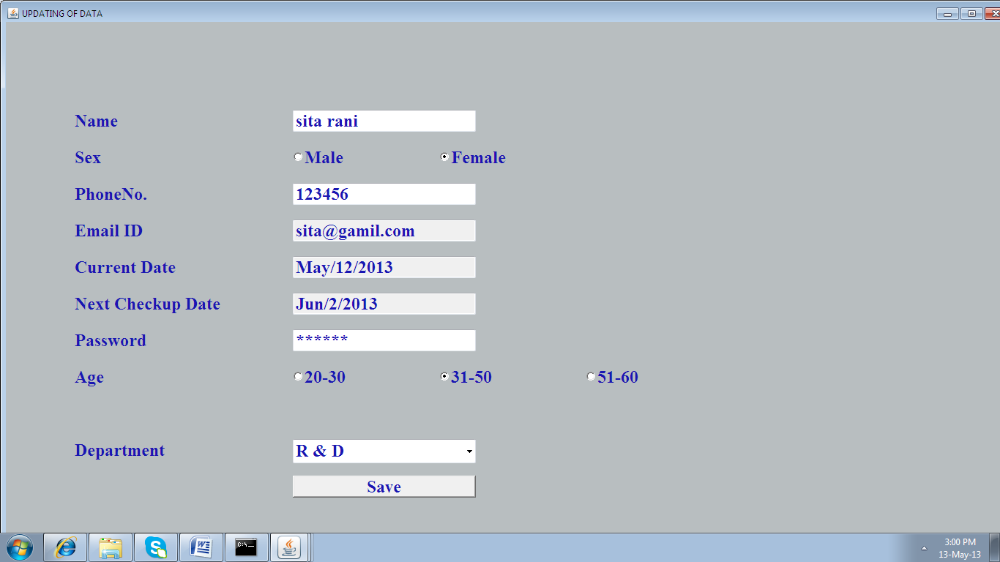 UPDATING OF DATA
Name sita rani
Sex Male Female
PhoneNo. 123456
Email ID sita@gamil.com
Current Date May/12/2013
Next Checkup Date Jun/2/2013
Password ******
Age 20-30 31-50 51-60
Department R & D
Save
C:\_
3:00 PM
13-May-13